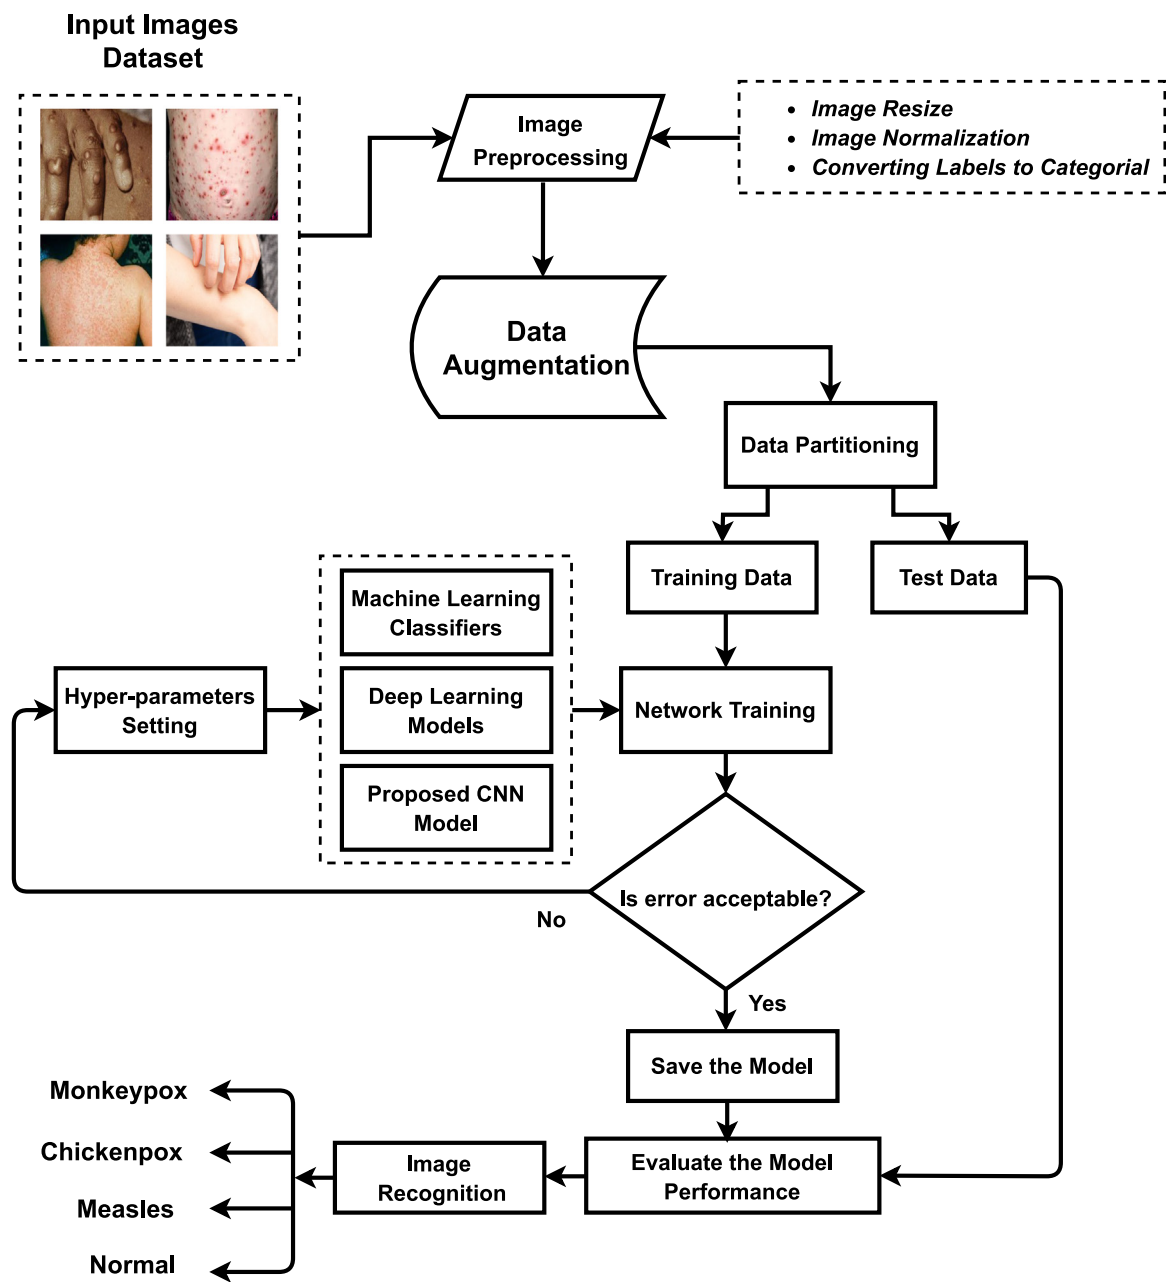 Input Images
Dataset
Image
Preprocessing
• Image Resize
• Image Normalization
• Converting Labels to Categorial
Data
Augmentation
Data Partitioning
Training Data
Test Data
Machine Learning
Classifiers
Hyper-parameters
Setting
Deep Learning
Models
Network Training
Proposed CNN
Model
Is error acceptable?
No
Yes
Save the Model
Monkeypox
Chickenpox
Measles
Normal
Image
Recognition
Evaluate the Model
Performance